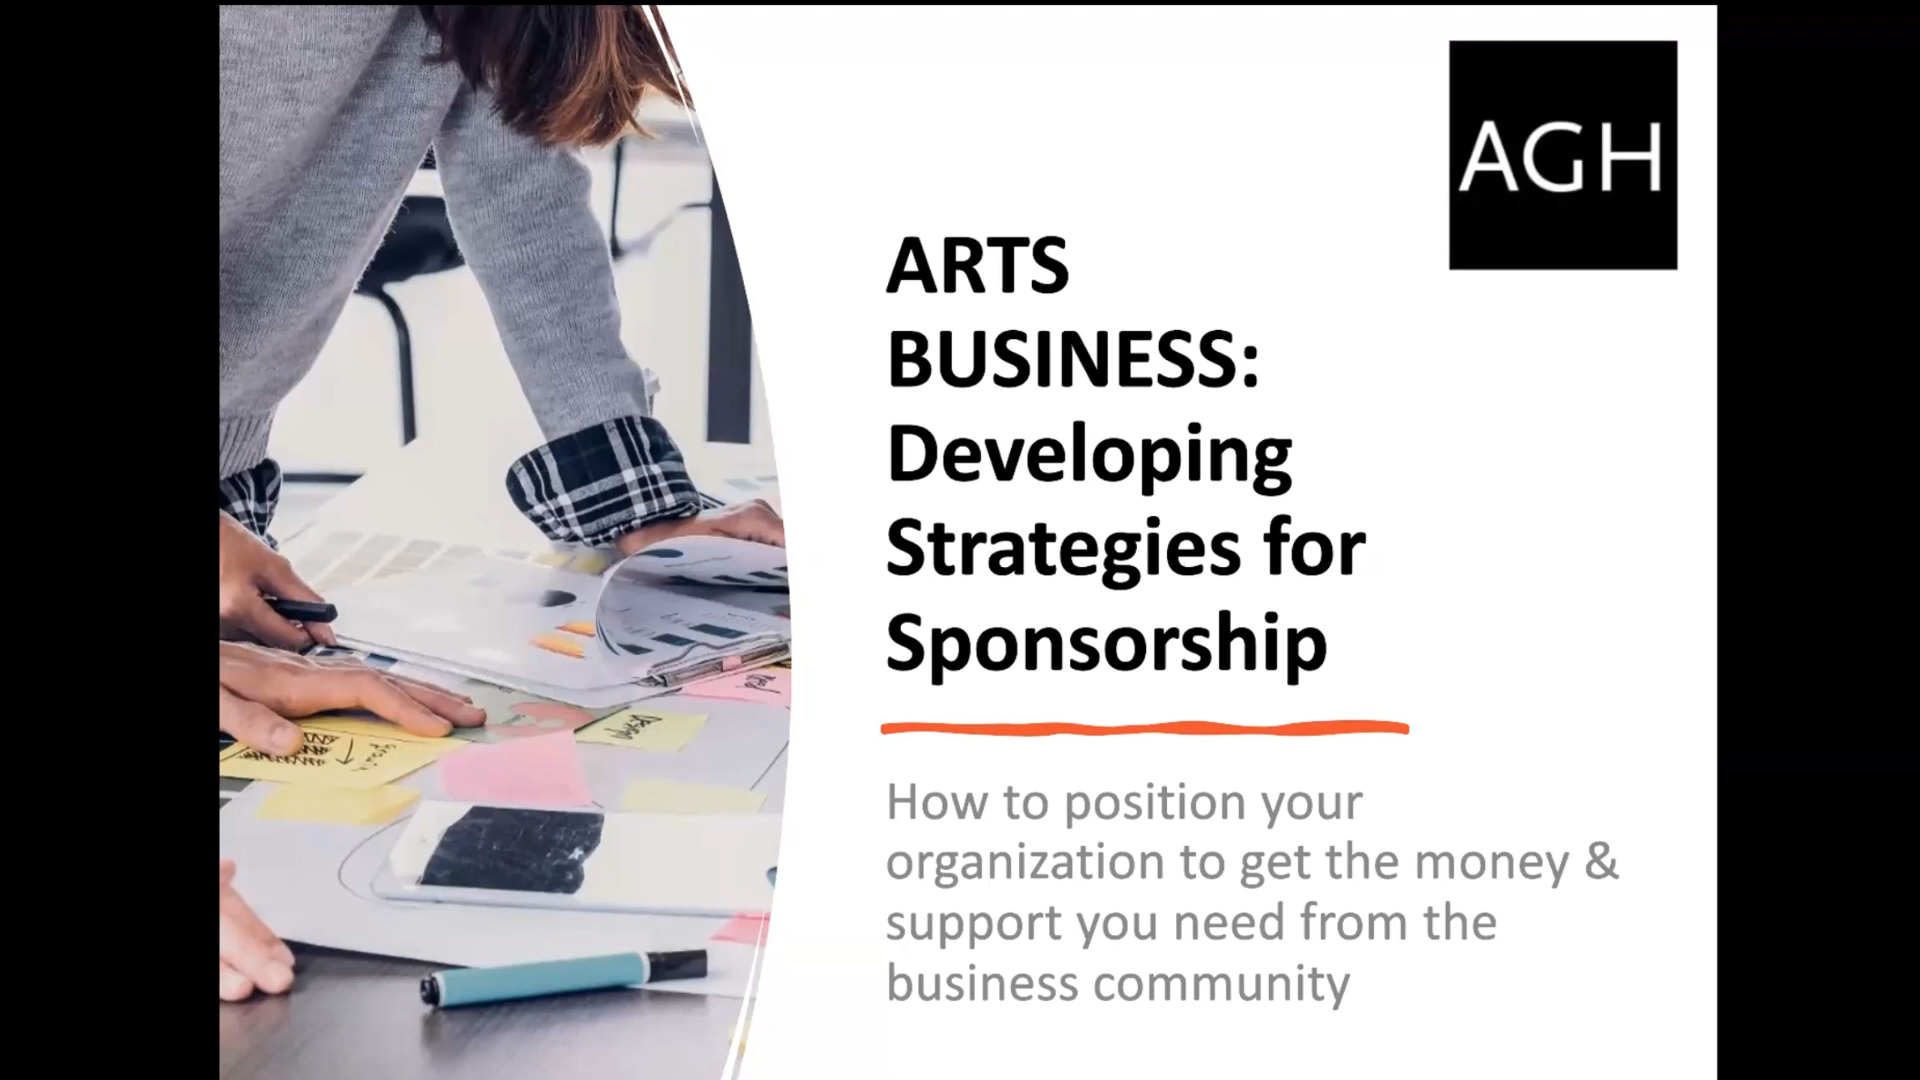 AGH
ARTS
BUSINESS:
Developing
Strategies for
Sponsorship
How to position your
organization to get the money &
support you need from the
business community
Design